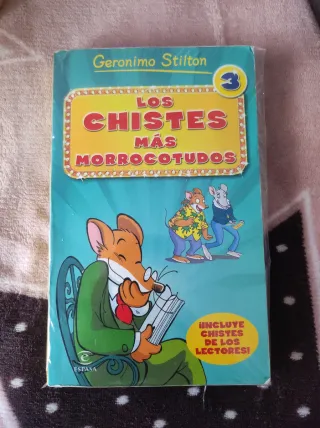 Geronimo Stilton
3
LOS
CHISTES
MÁS
MORROCOTUDOS
¡INCLUYE
CHISTES
DE LOS
LECTORES!
e
ESPASA